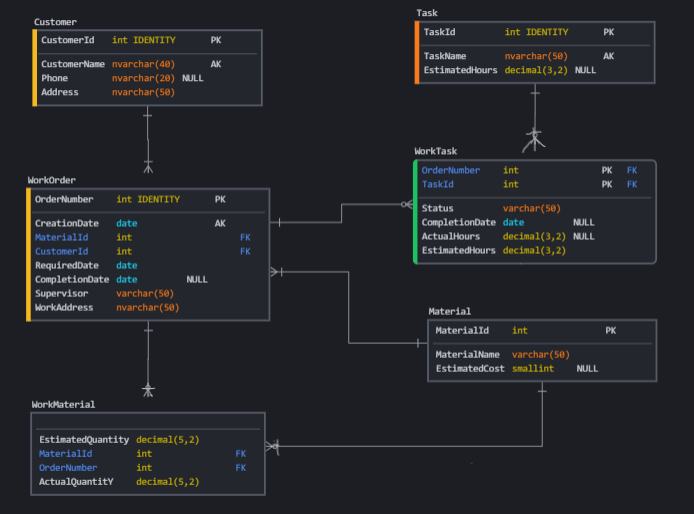 Customer
CustomerId int IDENTITY PK
CustomerName nvarchar(40) AK
Phone nvarchar(20) NULL
Address nvarchar(50)
Task
TaskId int IDENTITY PK
TaskName nvarchar(50) AK
EstimatedHours decimal(3,2) NULL
WorkTask
OrderNumber int PK FK
TaskId int PK FK
Status varchar(50)
CompletionDate date NULL
ActualHours decimal(3,2) NULL
EstimatedHours decimal(3,2)
WorkOrder
OrderNumber int IDENTITY PK
CreationDate date AK
MaterialId int FK
CustomerId int FK
RequiredDate date
CompletionDate date NULL
Supervisor varchar(50)
WorkAddress nvarchar(50)
Material
MaterialId int PK
MaterialName varchar(50)
EstimatedCost smallint NULL
WorkMaterial
EstimatedQuantity decimal(5,2)
MaterialId int FK
OrderNumber int FK
ActualQuantitY decimal(5,2)